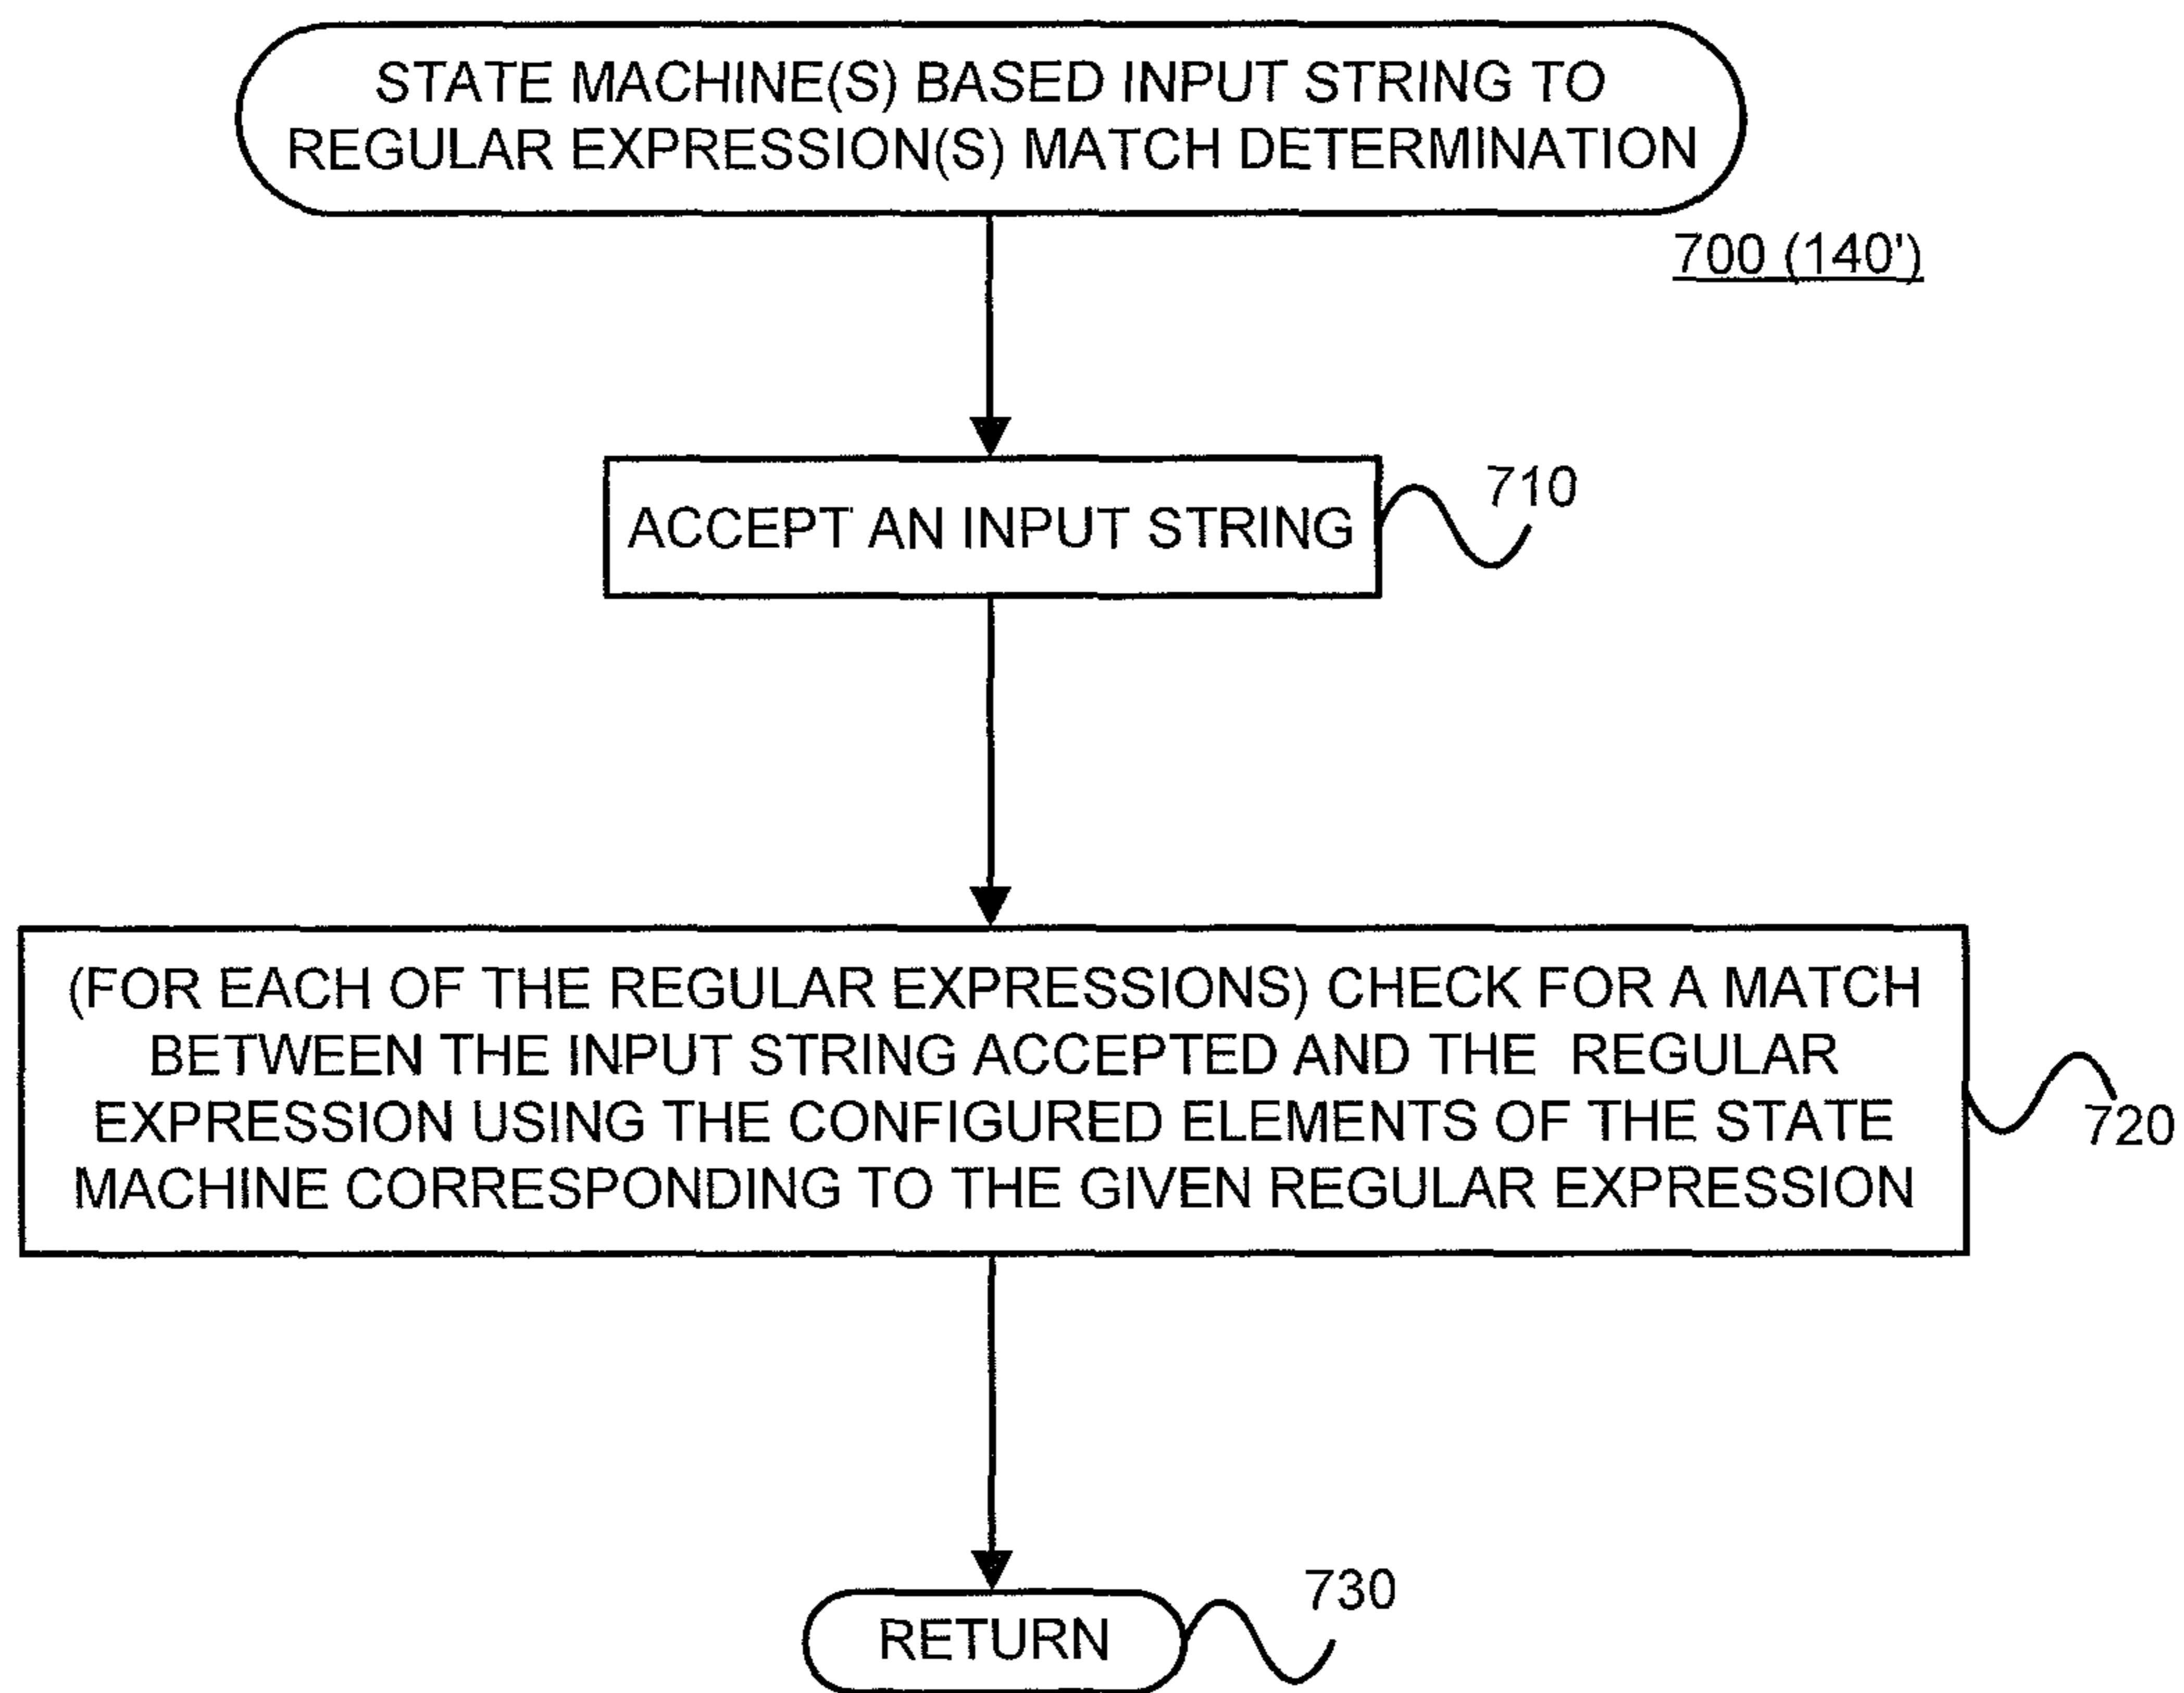 STATE MACHINE(S) BASED INPUT STRING TO
REGULAR EXPRESSION(S) MATCH DETERMINATION
700 (140')
710
ACCEPT AN INPUT STRING
(FOR EACH OF THE REGULAR EXPRESSIONS) CHECK FOR A MATCH
BETWEEN THE INPUT STRING ACCEPTED AND THE REGULAR
EXPRESSION USING THE CONFIGURED ELEMENTS OF THE STATE
MACHINE CORRESPONDING TO THE GIVEN REGULAR EXPRESSION
720
730
RETURN